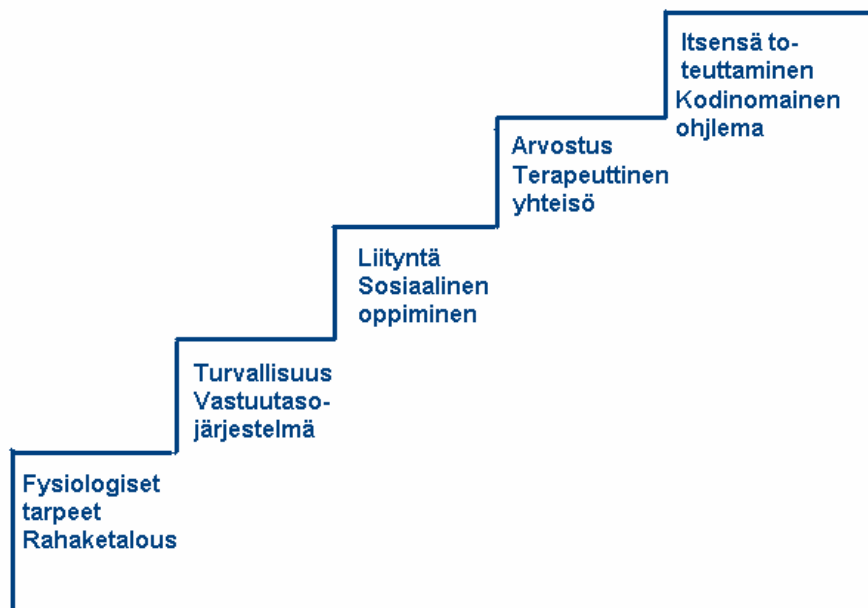 Itsensä to-
teuttaminen
Kodinomainen
ohjlema
Arvostus
Terapeuttinen
yhteisö
Liityntä
Sosiaalinen
oppiminen
Turvallisuus
Vastuutaso-
järjestelmä
Fysiologiset
tarpeet
Rahaketalous